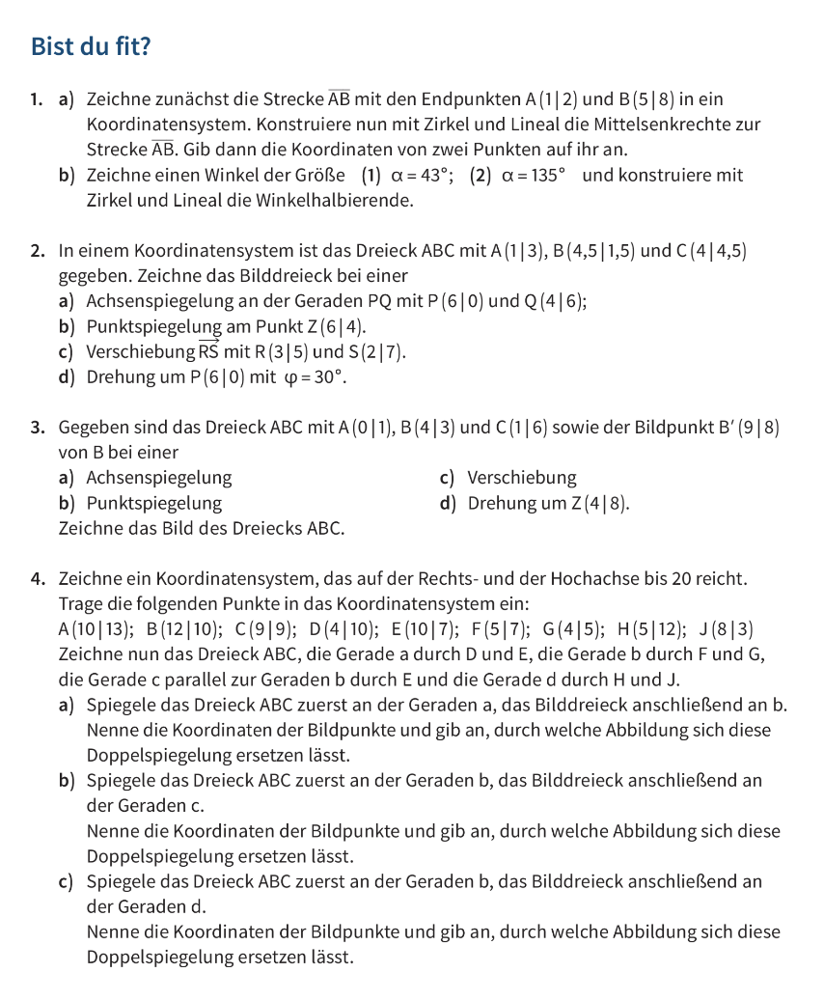 Bist du fit?
1. a) Zeichne zunächst die Strecke A̅B̅ mit den Endpunkten A(1|2) und B(5|8) in ein
Koordinatensystem. Konstruiere nun mit Zirkel und Lineal die Mittelsenkrechte zur
Strecke A̅B̅. Gib dann die Koordinaten von zwei Punkten auf ihr an.
b) Zeichne einen Winkel der Größe (1) α = 43°; (2) α = 135° und konstruiere mit
Zirkel und Lineal die Winkelhalbierende.
2. In einem Koordinatensystem ist das Dreieck ABC mit A(1|3), B(4,5|1,5) und C(4|4,5)
gegeben. Zeichne das Bilddreieck bei einer
a) Achsenspiegelung an der Geraden PQ mit P(6|0) und Q(4|6);
b) Punktspiegelung am Punkt Z(6|4).
c) Verschiebung RS⃗ mit R(3|5) und S(2|7).
d) Drehung um P(6|0) mit φ = 30°.
3. Gegeben sind das Dreieck ABC mit A(0|1), B(4|3) und C(1|6) sowie der Bildpunkt B′(9|8)
von B bei einer
a) Achsenspiegelung c) Verschiebung
b) Punktspiegelung d) Drehung um Z(4|8).
Zeichne das Bild des Dreiecks ABC.
4. Zeichne ein Koordinatensystem, das auf der Rechts- und der Hochachse bis 20 reicht.
Trage die folgenden Punkte in das Koordinatensystem ein:
A(10|13); B(12|10); C(9|9); D(4|10); E(10|7); F(5|7); G(4|5); H(5|12); J(8|3)
Zeichne nun das Dreieck ABC, die Gerade a durch D und E, die Gerade b durch F und G,
die Gerade c parallel zur Geraden b durch E und die Gerade d durch H und J.
a) Spiegele das Dreieck ABC zuerst an der Geraden a, das Bilddreieck anschließend an b.
Nenne die Koordinaten der Bildpunkte und gib an, durch welche Abbildung sich diese
Doppelspiegelung ersetzen lässt.
b) Spiegele das Dreieck ABC zuerst an der Geraden b, das Bilddreieck anschließend an
der Geraden c.
Nenne die Koordinaten der Bildpunkte und gib an, durch welche Abbildung sich diese
Doppelspiegelung ersetzen lässt.
c) Spiegele das Dreieck ABC zuerst an der Geraden b, das Bilddreieck anschließend an
der Geraden d.
Nenne die Koordinaten der Bildpunkte und gib an, durch welche Abbildung sich diese
Doppelspiegelung ersetzen lässt.